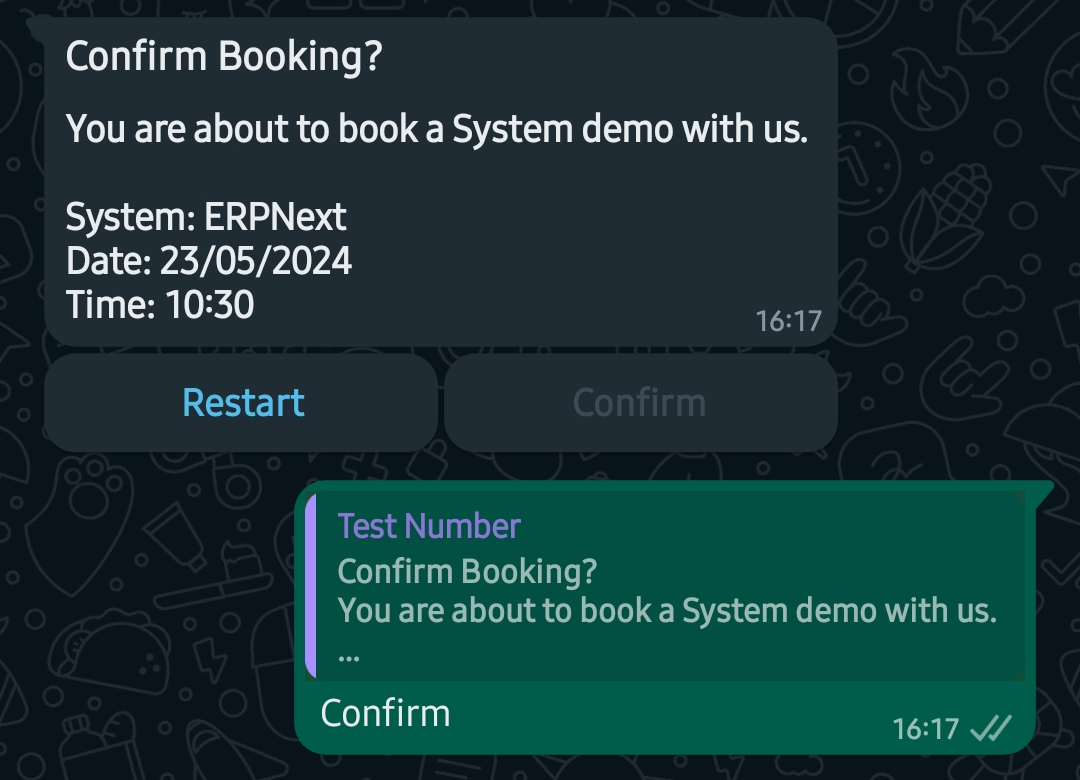 Confirm Booking?
You are about to book a System demo with us.
System: ERPNext
Date: 23/05/2024
Time: 10:30
16:17
Restart
Confirm
Test Number
Confirm Booking?
You are about to book a System demo with us.
...
Confirm
16:17